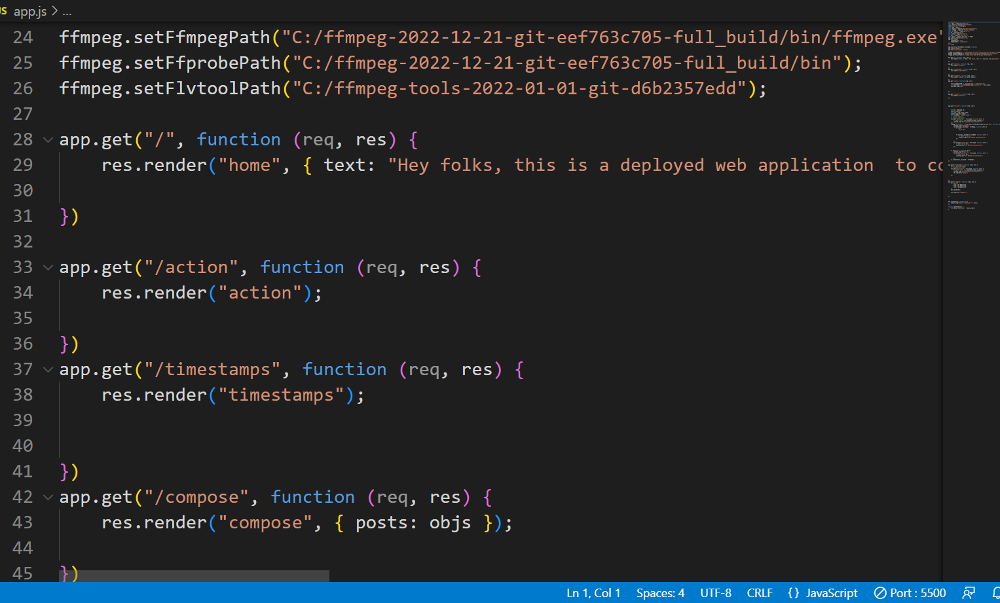 JS app.js > ...
24 ffmpeg.setFfmpegPath("C:/ffmpeg-2022-12-21-git-eef763c705-full_build/bin/ffmpeg.exe"
25 ffmpeg.setFfprobePath("C:/ffmpeg-2022-12-21-git-eef763c705-full_build/bin");
26 ffmpeg.setFlvtoolPath("C:/ffmpeg-tools-2022-01-01-git-d6b2357edd");
27
28 app.get("/", function (req, res) {
29     res.render("home", { text: "Hey folks, this is a deployed web application  to co
30
31 })
32
33 app.get("/action", function (req, res) {
34     res.render("action");
35
36 })
37 app.get("/timestamps", function (req, res) {
38     res.render("timestamps");
39
40
41 })
42 app.get("/compose", function (req, res) {
43     res.render("compose", { posts: objs });
44
45 })
Ln 1, Col 1 Spaces: 4 UTF-8 CRLF {} JavaScript Port : 5500